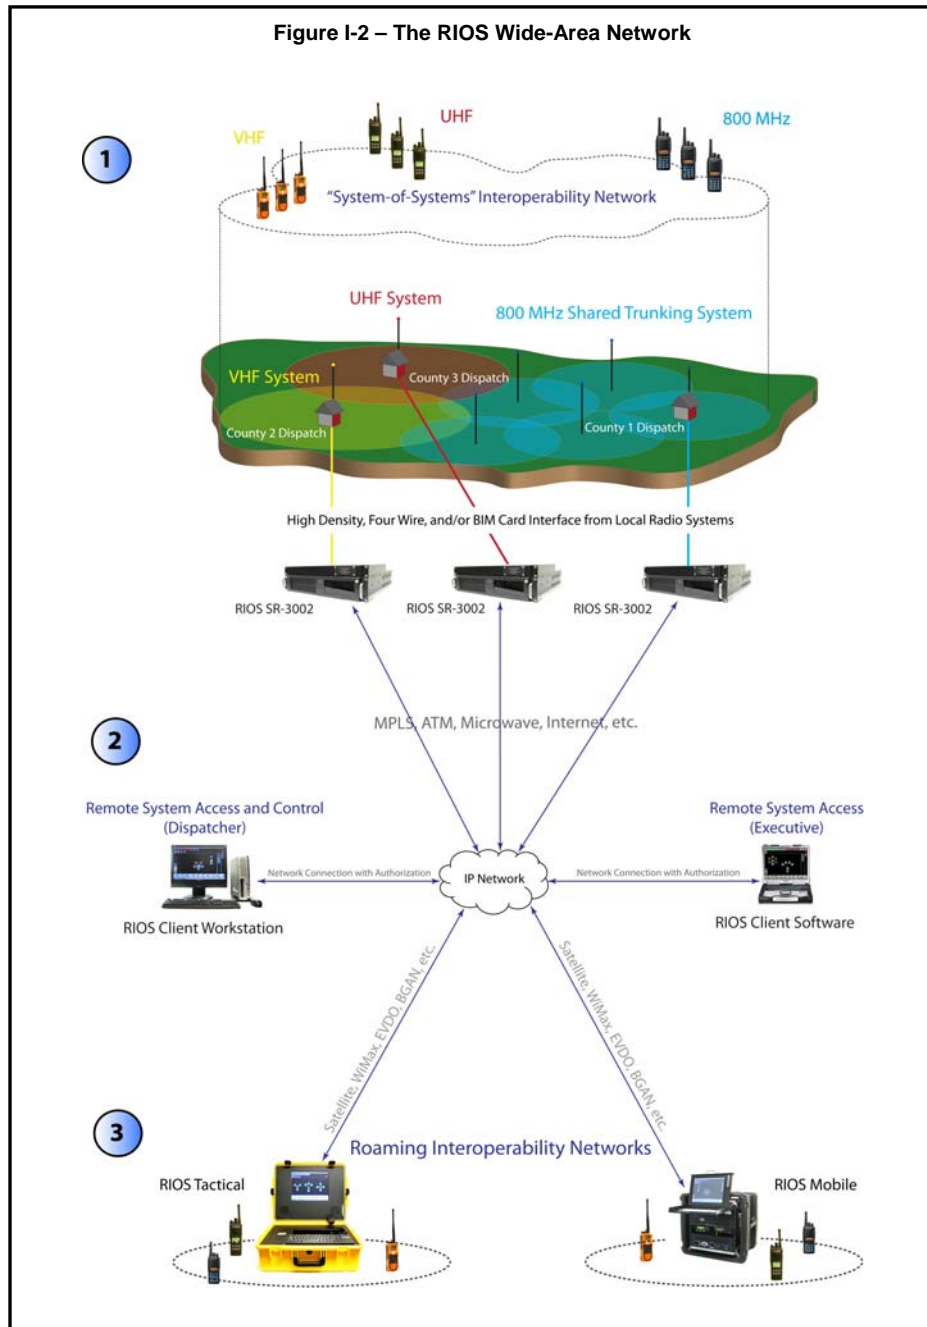 Figure I-2 – The RIOS Wide-Area Network
1
VHF
UHF
800 MHz
“System-of-Systems” Interoperability Network
UHF System
800 MHz Shared Trunking System
VHF System
County 3 Dispatch
County 2 Dispatch
County 1 Dispatch
High Density, Four Wire, and/or BIM Card Interface from Local Radio Systems
RIOS SR-3002
RIOS SR-3002
RIOS SR-3002
MPLS, ATM, Microwave, Internet, etc.
2
Remote System Access and Control
(Dispatcher)
Remote System Access
(Executive)
Network Connection with Authorization
IP Network
Network Connection with Authorization
RIOS Client Workstation
RIOS Client Software
Satellite, WiMax, EVDO, BGAN, etc.
Satellite, WiMax, EVDO, BGAN, etc.
3
Roaming Interoperability Networks
RIOS Tactical
RIOS Mobile